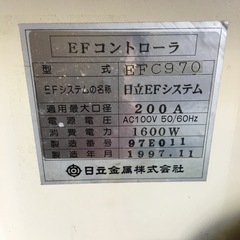 EFコントローラ
型式 EFC970
EFシステムの名称 日立EFシステム
適用最大口径 200A
電源電圧 AC100V 50/60Hz
消費電力 1600W
製造番号 97E011
製造年月 1997.11
日立金属株式会社